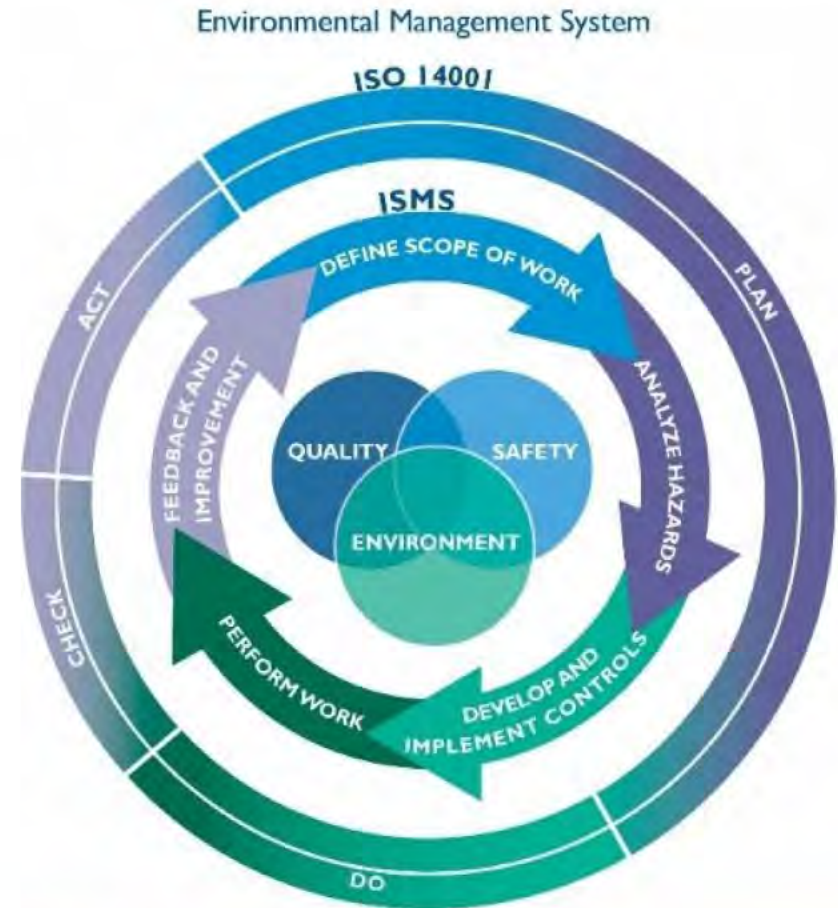 Environmental Management System
ISO 14001
ISMS
DEFINE SCOPE OF WORK
PLAN
ANALYZE HAZARDS
DEVELOP AND
IMPLEMENT CONTROLS
PERFORM WORK
FEEDBACK AND
IMPROVEMENT
QUALITY
SAFETY
ENVIRONMENT
DO
CHECK
ACT